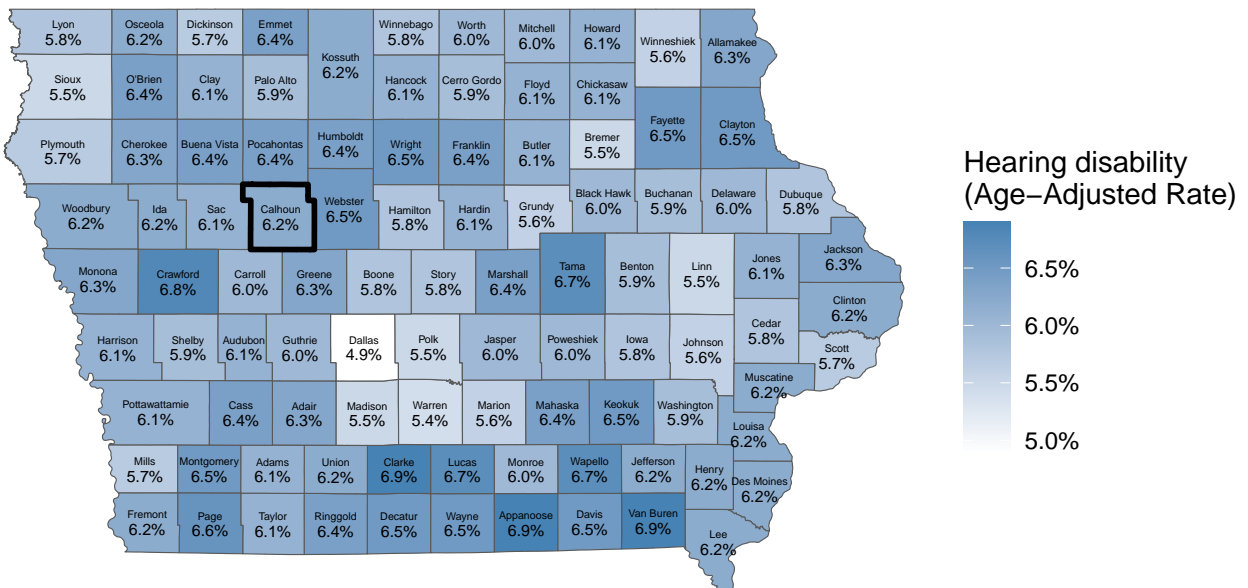 Lyon Osceola Dickinson Emmet Winnebago Worth Mitchell Howard Winneshiek Allamakee
5.8% 6.2% 5.7% 6.4% 5.8% 6.0% 6.0% 6.1% 5.6% 6.3%
Kossuth
6.2%
Sioux O'Brien Clay Palo Alto Hancock Cerro Gordo Floyd Chickasaw
5.5% 6.4% 6.1% 5.9% 6.1% 5.9% 6.1% 6.1%
Fayette Clayton
6.5% 6.5%
Plymouth Cherokee Buena Vista Pocahontas Humboldt Wright Franklin Butler Bremer
5.7% 6.3% 6.4% 6.4% 6.4% 6.5% 6.4% 6.1% 5.5%
Woodbury Ida Sac Calhoun Webster Hamilton Hardin Grundy Black Hawk Buchanan Delaware Dubuque
6.2% 6.2% 6.1% 6.2% 6.5% 5.8% 6.1% 5.6% 6.0% 5.9% 6.0% 5.8%
Monona Crawford Carroll Greene Boone Story Marshall Tama Benton Linn Jones Jackson
6.3% 6.8% 6.0% 6.3% 5.8% 5.8% 6.4% 6.7% 5.9% 5.5% 6.1% 6.3%
Clinton
6.2%
Harrison Shelby Audubon Guthrie Dallas Polk Jasper Poweshiek Iowa Johnson Cedar Scott
6.1% 5.9% 6.1% 6.0% 4.9% 5.5% 6.0% 6.0% 5.8% 5.6% 5.8% 5.7%
Muscatine
6.2%
Pottawattamie Cass Adair Madison Warren Marion Mahaska Keokuk Washington Louisa
6.1% 6.4% 6.3% 5.5% 5.4% 5.6% 6.4% 6.5% 5.9% 6.2%
Mills Montgomery Adams Union Clarke Lucas Monroe Wapello Jefferson Henry Des Moines
5.7% 6.5% 6.1% 6.2% 6.9% 6.7% 6.0% 6.7% 6.2% 6.2% 6.2%
Fremont Page Taylor Ringgold Decatur Wayne Appanoose Davis Van Buren Lee
6.2% 6.6% 6.1% 6.4% 6.5% 6.5% 6.9% 6.5% 6.9% 6.2%
Hearing disability
(Age−Adjusted Rate)
6.5%
6.0%
5.5%
5.0%